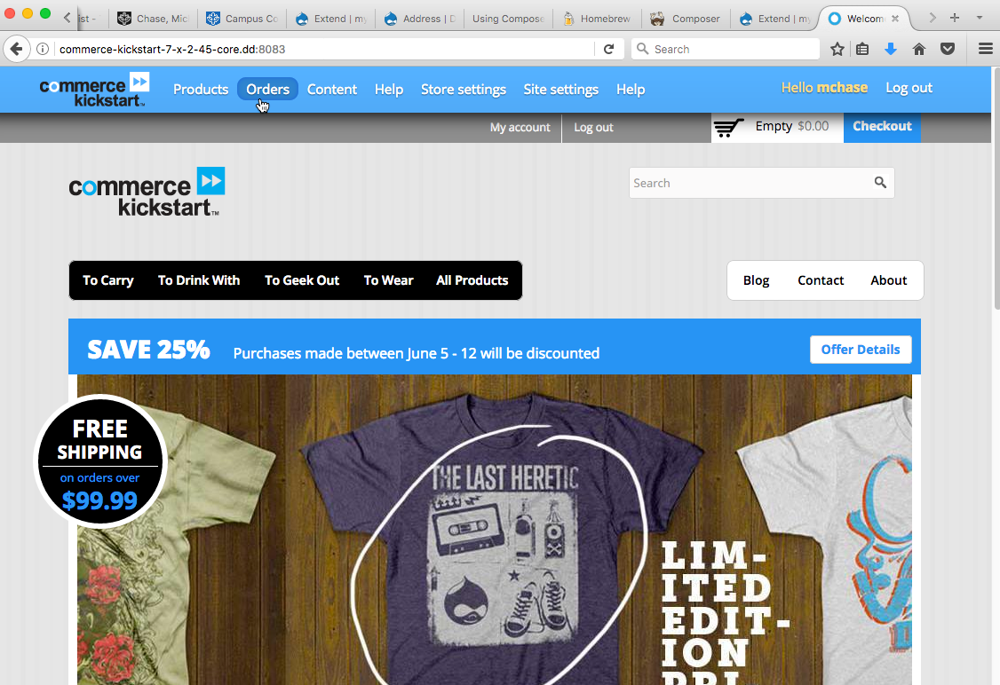 ist -
Chase, Mic
Campus Co
Extend | my
Address | D
Using Compose
Homebrew
Composer
Extend | my
Welcom
commerce-kickstart-7-x-2-45-core.dd:8083
Search
commerce
kickstart™
Products Orders Content Help Store settings Site settings Help
Hello mchase Log out
My account Log out
Empty $0.00 Checkout
commerce
kickstart™
Search
To Carry To Drink With To Geek Out To Wear All Products
Blog Contact About
SAVE 25% Purchases made between June 5 - 12 will be discounted
Offer Details
FREE
SHIPPING
on orders over
$99.99
THE LAST HERETIC
LIM-
ITED
EDIT-
ION
PRI